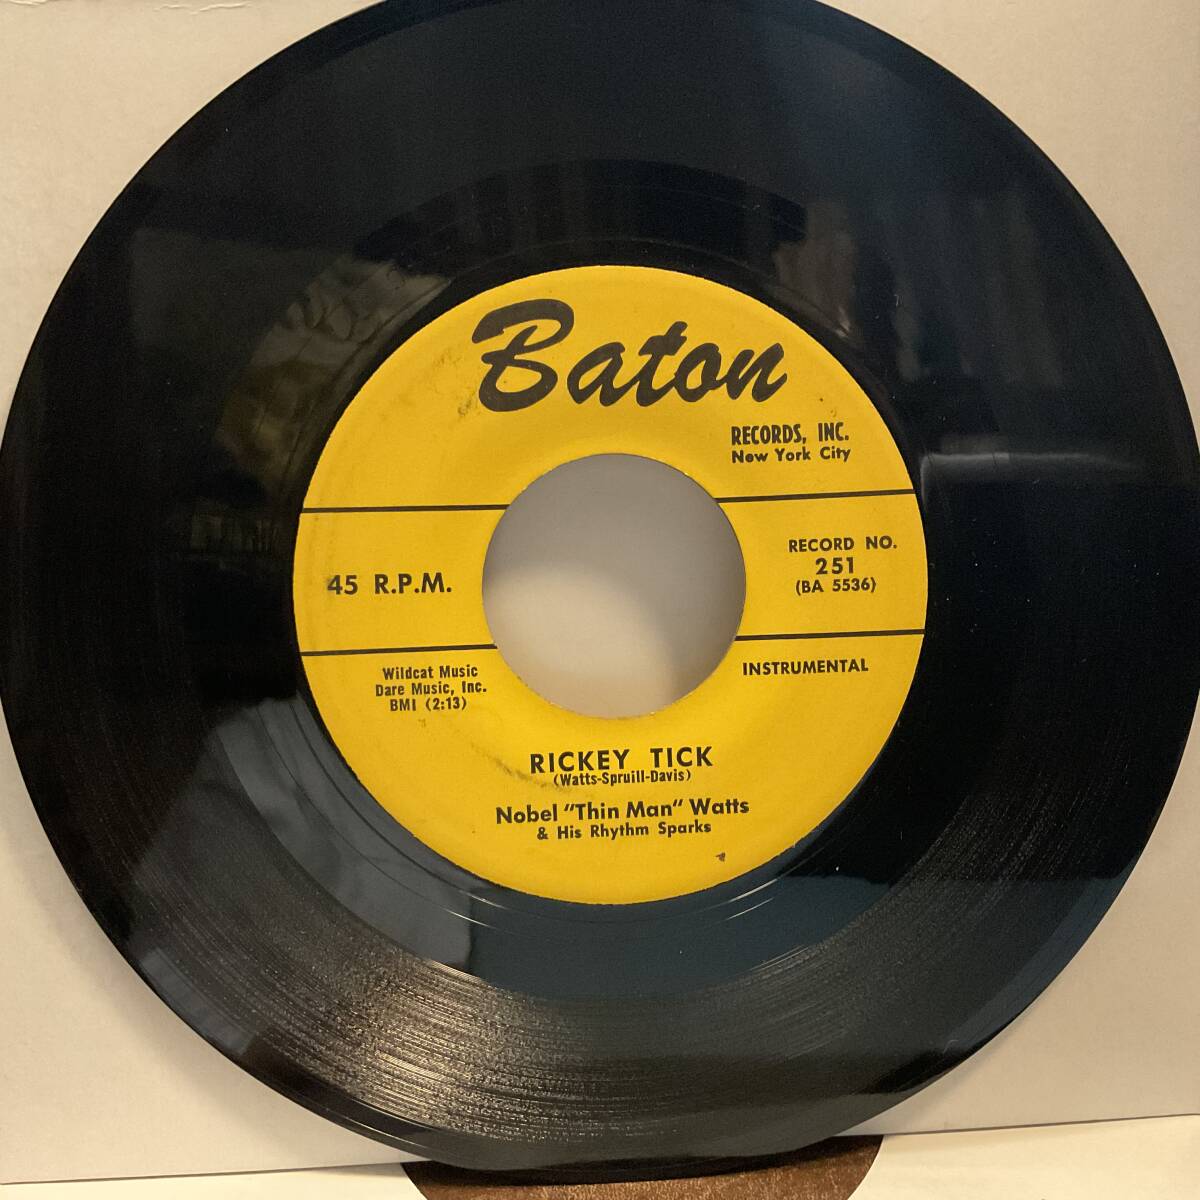 Baton
RECORDS, INC.
New York City
RECORD NO.
251
(BA 5536)
45 R.P.M.
Wildcat Music
Dare Music, Inc.
BMI (2:13)
INSTRUMENTAL
RICKEY TICK
(Watts-Spruill-Davis)
Nobel "Thin Man" Watts
& His Rhythm Sparks